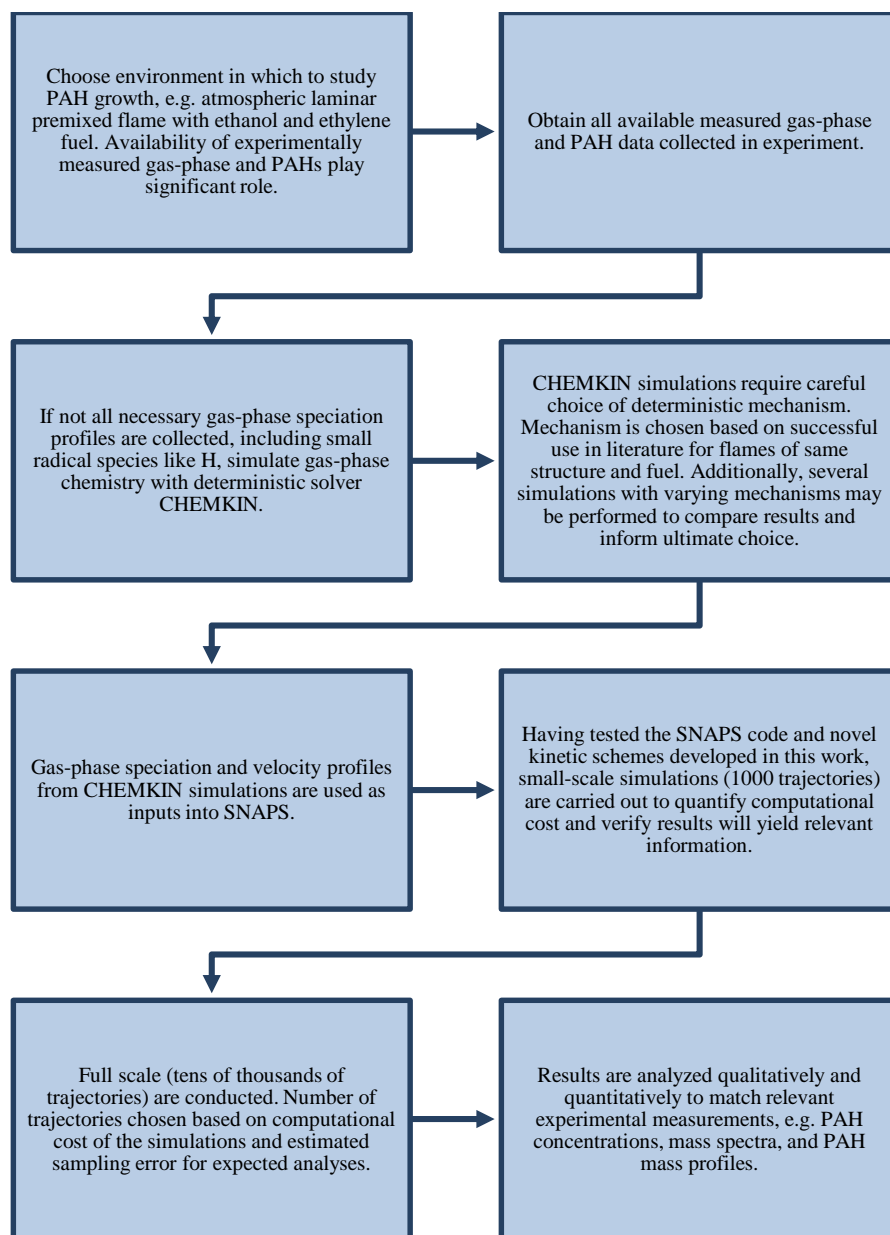 Choose environment in which to study
PAH growth, e.g. atmospheric laminar
premixed flame with ethanol and ethylene
fuel. Availability of experimentally
measured gas-phase and PAHs play
significant role.
Obtain all available measured gas-phase
and PAH data collected in experiment.
If not all necessary gas-phase speciation
profiles are collected, including small
radical species like H, simulate gas-phase
chemistry with deterministic solver
CHEMKIN.
CHEMKIN simulations require careful
choice of deterministic mechanism.
Mechanism is chosen based on successful
use in literature for flames of same
structure and fuel. Additionally, several
simulations with varying mechanisms may
be performed to compare results and
inform ultimate choice.
Gas-phase speciation and velocity profiles
from CHEMKIN simulations are used as
inputs into SNAPS.
Having tested the SNAPS code and novel
kinetic schemes developed in this work,
small-scale simulations (1000 trajectories)
are carried out to quantify computational
cost and verify results will yield relevant
information.
Full scale (tens of thousands of
trajectories) are conducted. Number of
trajectories chosen based on computational
cost of the simulations and estimated
sampling error for expected analyses.
Results are analyzed qualitatively and
quantitatively to match relevant
experimental measurements, e.g. PAH
concentrations, mass spectra, and PAH
mass profiles.